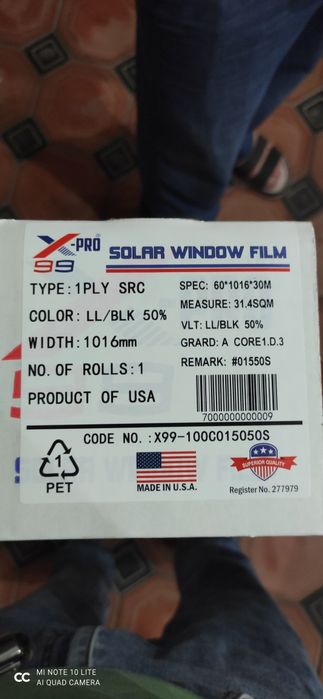 X-PRO ®
99
SOLAR WINDOW FILM
TYPE:1PLY SRC
COLOR: LL/BLK 50%
WIDTH:1016mm
NO.OF ROLLS:1
PRODUCT OF USA
SPEC: 60*1016*30M
MEASURE: 31.4SQM
VLT: LL/BLK 50%
GRARD: A CORE1.D.3
REMARK: #01550S
7000000000009
CODE NO. :X99-100C015050S
1
PET
MADE IN U.S.A.
SUPERIOR QUALITY
Register No. 277979
MI NOTE 10 LITE
AI QUAD CAMERA